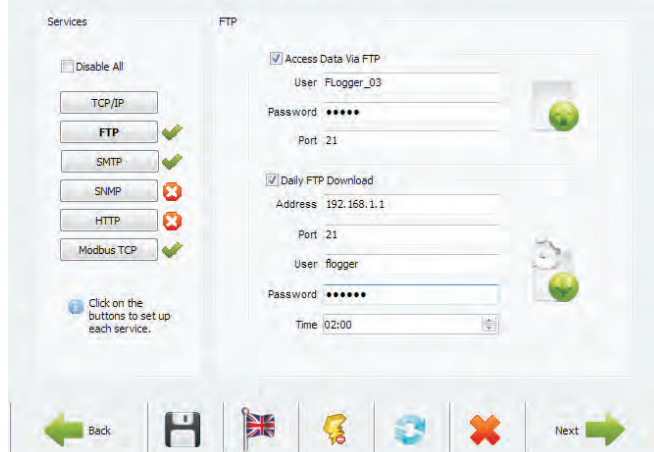 Services
Disable All
TCP/IP
FTP
SMTP
SNMP
HTTP
Modbus TCP
Click on the
buttons to set up
each service.
FTP
Access Data Via FTP
User FLogger_03
Password •••••
Port 21
Daily FTP Download
Address 192.168.1.1
Port 21
User flogger
Password ••••••
Time 02:00
Back
Next